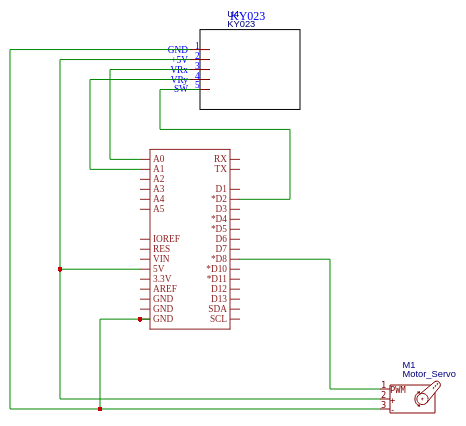 U4
KY023
KY023
GND 1
+5V 2
VRx 3
VRy 4
SW 5
A0 RX
A1 TX
A2
A3 D1
A4 *D2
A5 D3
*D4
*D5
IOREF D6
RES D7
VIN *D8
5V *D10
3.3V *D11
AREF D12
GND D13
GND SDA
GND SCL
M1
Motor_Servo
1 PWM
2 +
3 -